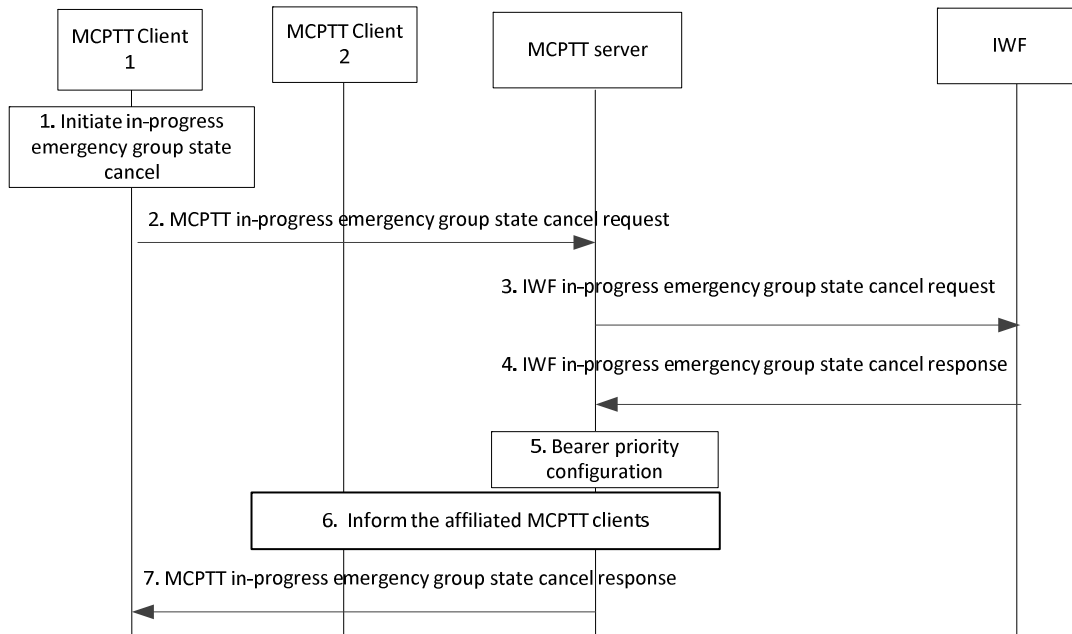 MCPTT Client
1
MCPTT Client
2
MCPTT server
IWF
1. Initiate in-progress
emergency group state
cancel
2. MCPTT in-progress emergency group state cancel request
3. IWF in-progress emergency group state cancel request
4. IWF in-progress emergency group state cancel response
5. Bearer priority
configuration
6. Inform the affiliated MCPTT clients
7. MCPTT in-progress emergency group state cancel response